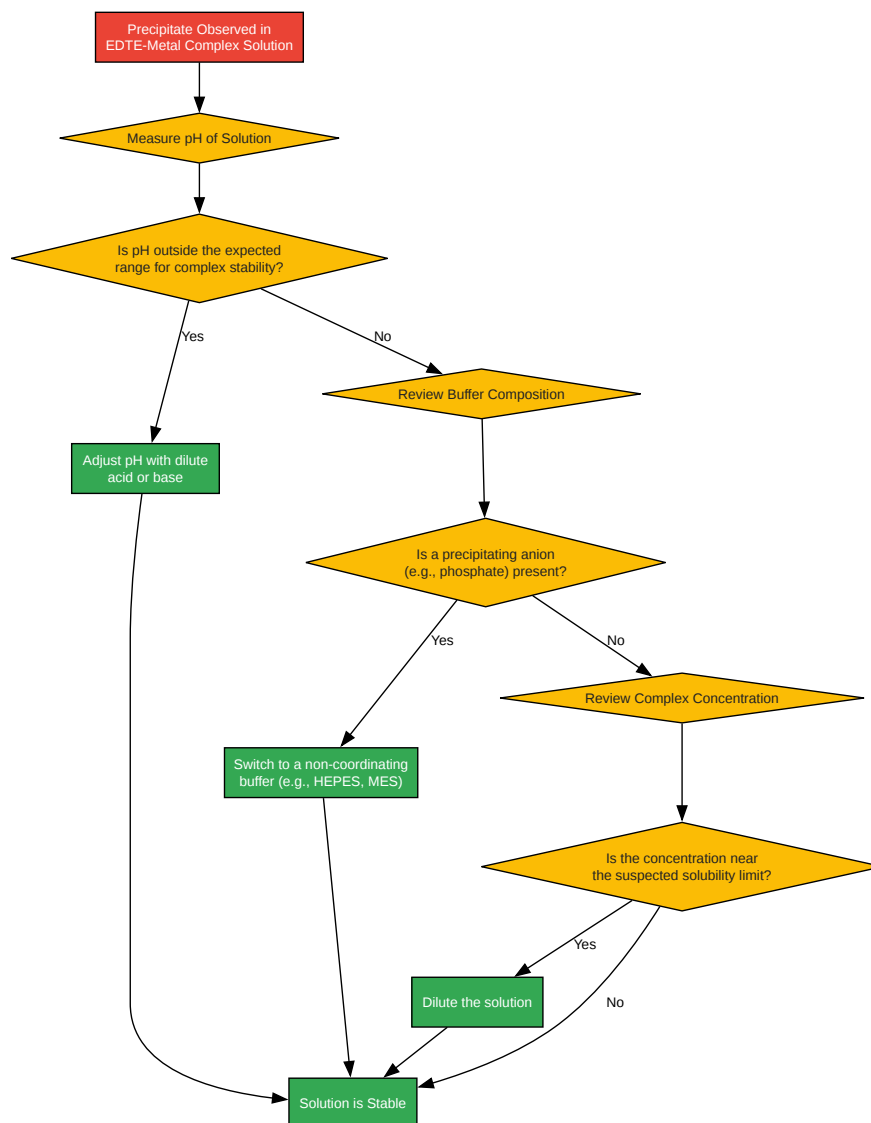 Precipitate Observed in
EDTE-Metal Complex Solution
Measure pH of Solution
Is pH outside the expected
range for complex stability?
Yes
No
Review Buffer Composition
Adjust pH with dilute
acid or base
Is a precipitating anion
(e.g., phosphate) present?
Yes
No
Review Complex Concentration
Switch to a non-coordinating
buffer (e.g., HEPES, MES)
Is the concentration near
the suspected solubility limit?
Yes
Dilute the solution
No
Solution is Stable